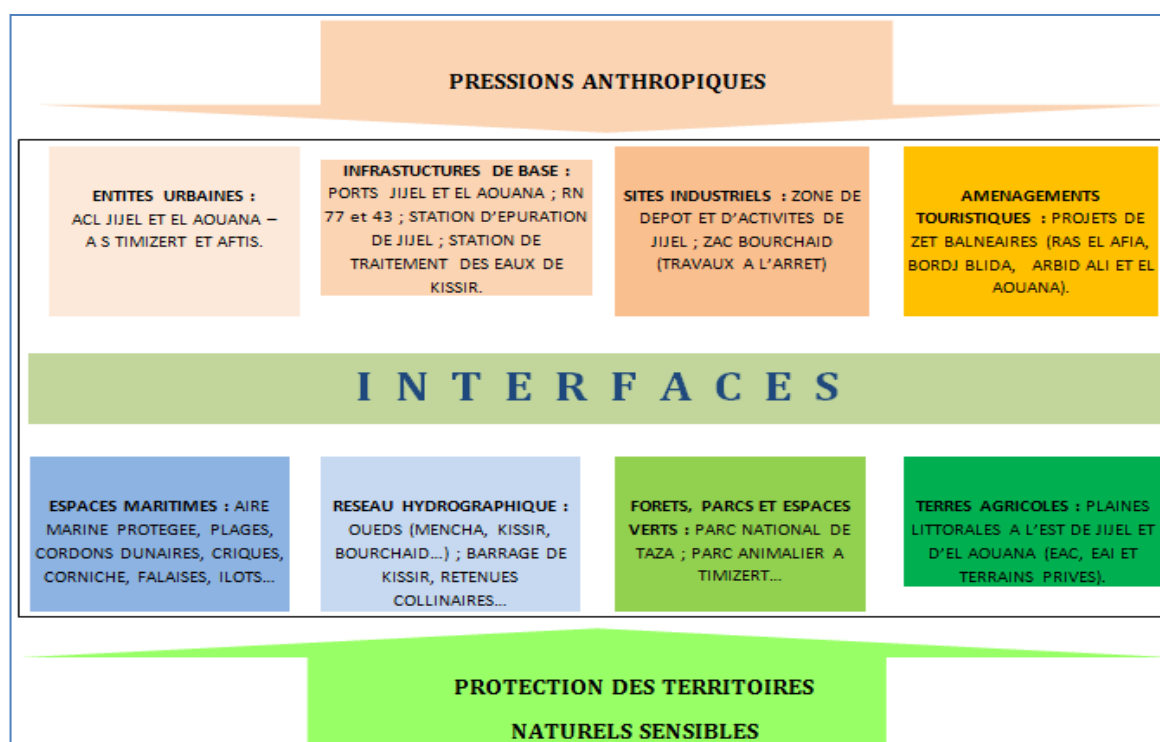 PRESSIONS ANTHROPIQUES
ENTITES URBAINES :
ACL JIJEL ET EL AOUANA –
A S TIMIZERT ET AFTIS.
INFRASTUCTURES DE BASE :
PORTS JIJEL ET EL AOUANA ; RN
77 et 43 ; STATION D’EPURATION
DE JIJEL ; STATION DE
TRAITEMENT DES EAUX DE
KISSIR.
SITES INDUSTRIELS : ZONE DE
DEPOT ET D’ACTIVITES DE
JIJEL ; ZAC BOURCHAID
(TRAVAUX A L’ARRET)
AMENAGEMENTS
TOURISTIQUES : PROJETS DE
ZET BALNEAIRES (RAS EL AFIA,
BORDJ BLIDA, ARBID ALI ET EL
AOUANA).
INTERFACES
ESPACES MARITIMES : AIRE
MARINE PROTEGEE, PLAGES,
CORDONS DUNAIRES, CRIQUES,
CORNICHE, FALAISES, ILOTS…
RESEAU HYDROGRAPHIQUE :
OUEDS (MENCHA, KISSIR,
BOURCHAID…) ; BARRAGE DE
KISSIR, RETENUES
COLLINAIRES…
FORETS, PARCS ET ESPACES
VERTS : PARC NATIONAL DE
TAZA ; PARC ANIMALIER A
TIMIZERT…
TERRES AGRICOLES : PLAINES
LITTORALES A L’EST DE JIJEL ET
D’EL AOUANA (EAC, EAI ET
TERRAINS PRIVES).
PROTECTION DES TERRITOIRES
NATURELS SENSIBLES